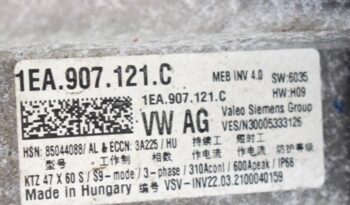 1EA.907.121.C
MEB INV 4.0 SW:6035
HW:H09
1EA.907.121.C
VW AG
Valeo Siemens Group
VES/N30005333126
HSN: 85044088/ AL & ECCN: 3A225 / HU
持续工作电流 短时工作电流
型号 工作制 相数 防护等级
KTZ 47 X 60 S / S9-mode / 3-phase / 310Acont / 600Apeak / IP66
Made in Hungary / 编号 VSV-INV22.03.2100040159